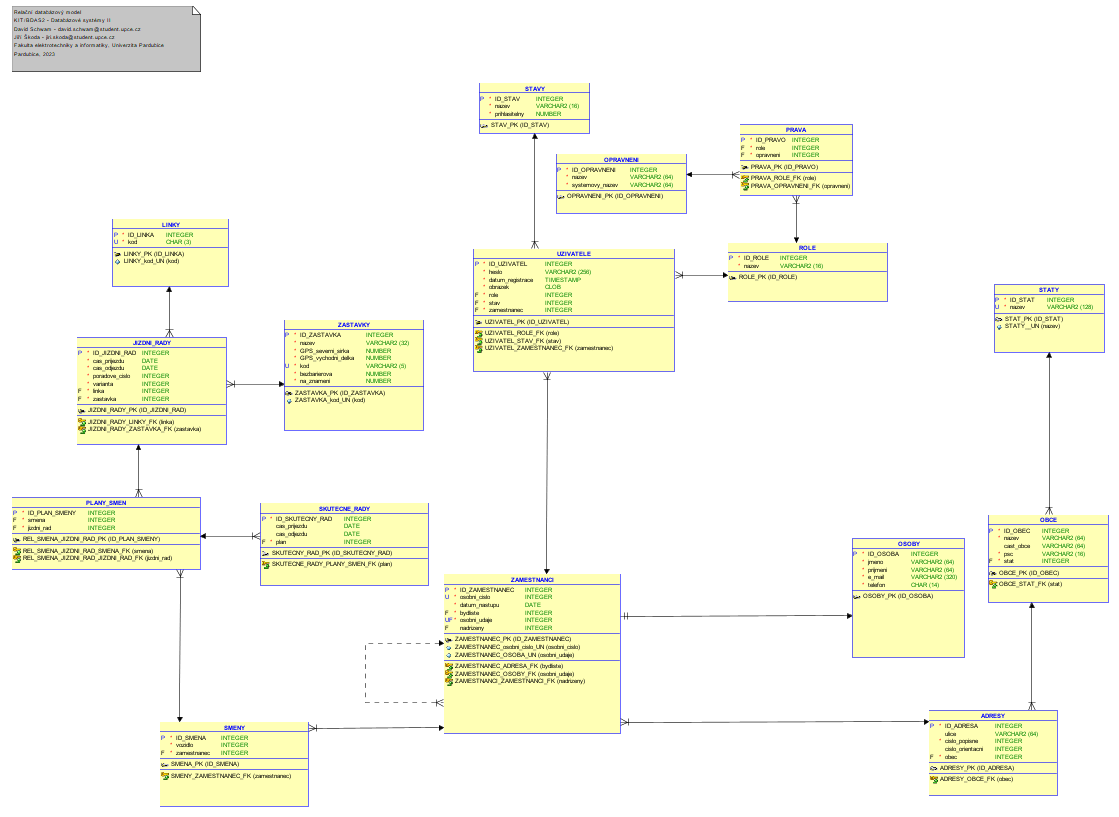 Relační databázový model
KIT/IBDAS2 - Databázové systémy II
David Schwam - david.schwam@student.upce.cz
Jiří Škoda - jiri.skoda@student.upce.cz
Fakulta elektrotechniky a informatiky, Univerzita Pardubice
Pardubice, 2023
STAVY
P * ID_STAV INTEGER
* nazev VARCHAR2 (16)
* prihlasitelny NUMBER
STAV_PK (ID_STAV)
OPRAVNENI
P * ID_OPRAVNENI INTEGER
* nazev VARCHAR2 (64)
* systemovy_nazev VARCHAR2 (64)
OPRAVNENI_PK (ID_OPRAVNENI)
PRAVA
P * ID_PRAVO INTEGER
F * role INTEGER
F * opravneni INTEGER
PRAVA_PK (ID_PRAVO)
PRAVA_ROLE_FK (role)
PRAVA_OPRAVNENI_FK (opravneni)
LINKY
P * ID_LINKA INTEGER
U * kod CHAR (3)
LINKY_PK (ID_LINKA)
LINKY_kod_UN (kod)
UZIVATELE
P * ID_UZIVATEL INTEGER
* heslo VARCHAR2 (256)
* datum_registrace TIMESTAMP
* obrazek CLOB
F * role INTEGER
F * stav INTEGER
F * zamestnanec INTEGER
UZIVATEL_PK (ID_UZIVATEL)
UZIVATEL_ROLE_FK (role)
UZIVATEL_STAV_FK (stav)
UZIVATEL_ZAMESTNANEC_FK (zamestnanec)
ROLE
P * ID_ROLE INTEGER
* nazev VARCHAR2 (16)
ROLE_PK (ID_ROLE)
STATY
P * ID_STAT INTEGER
U * nazev VARCHAR2 (128)
STAT_PK (ID_STAT)
STATY__UN (nazev)
JIZDNI_RADY
P * ID_JIZDNI_RAD INTEGER
* cas_prijezdu DATE
* cas_odjezdu DATE
* poradove_cislo INTEGER
* varianta INTEGER
F * linka INTEGER
F * zastavka INTEGER
JIZDNI_RADY_PK (ID_JIZDNI_RAD)
JIZDNI_RADY_LINKY_FK (linka)
JIZDNI_RADY_ZASTAVKA_FK (zastavka)
ZASTAVKY
P * ID_ZASTAVKA INTEGER
* nazev VARCHAR2 (32)
* GPS_severni_sirka NUMBER
* GPS_vychodni_delka NUMBER
U * kod VARCHAR2 (5)
* bezbarierova NUMBER
* na_znameni NUMBER
ZASTAVKA_PK (ID_ZASTAVKA)
ZASTAVKA_kod_UN (kod)
PLANY_SMEN
P * ID_PLAN_SMENY INTEGER
F * smena INTEGER
F * jizdni_rad INTEGER
REL_SMENA_JIZDNI_RAD_PK (ID_PLAN_SMENY)
REL_SMENA_JIZDNI_RAD_SMENA_FK (smena)
REL_SMENA_JIZDNI_RAD_JIZDNI_RAD_FK (jizdni_rad)
SKUTECNE_RADY
P * ID_SKUTECNY_RAD INTEGER
cas_prijezdu DATE
cas_odjezdu DATE
F * plan INTEGER
SKUTECNY_RAD_PK (ID_SKUTECNY_RAD)
SKUTECNE_RADY_PLANY_SMEN_FK (plan)
OBCE
P * ID_OBEC INTEGER
* nazev VARCHAR2 (64)
* cast_obce VARCHAR2 (64)
* psc VARCHAR2 (16)
F * stat INTEGER
OBCE_PK (ID_OBEC)
OBCE_STAT_FK (stat)
OSOBY
P * ID_OSOBA INTEGER
* jmeno VARCHAR2 (64)
* prijmeni VARCHAR2 (64)
* e_mail VARCHAR2 (320)
* telefon CHAR (14)
OSOBY_PK (ID_OSOBA)
ZAMESTNANCI
P * ID_ZAMESTNANEC INTEGER
U * osobni_cislo INTEGER
* datum_nastupu DATE
F * bydliste INTEGER
UF * osobni_udaje INTEGER
F nadrizeny INTEGER
ZAMESTNANEC_PK (ID_ZAMESTNANEC)
ZAMESTNANEC_osobni_cislo_UN (osobni_cislo)
ZAMESTNANEC_OSOBA_UN (osobni_udaje)
ZAMESTNANEC_ADRESA_FK (bydliste)
ZAMESTNANEC_OSOBY_FK (osobni_udaje)
ZAMESTNANCI_ZAMESTNANCI_FK (nadrizeny)
SMENY
P * ID_SMENA INTEGER
* vozidlo INTEGER
F * zamestnanec INTEGER
SMENA_PK (ID_SMENA)
SMENY_ZAMESTNANEC_FK (zamestnanec)
ADRESY
P * ID_ADRESA INTEGER
ulice VARCHAR2 (64)
* cislo_popisne INTEGER
cislo_orientacni INTEGER
F * obec INTEGER
ADRESY_PK (ID_ADRESA)
ADRESY_OBCE_FK (obec)